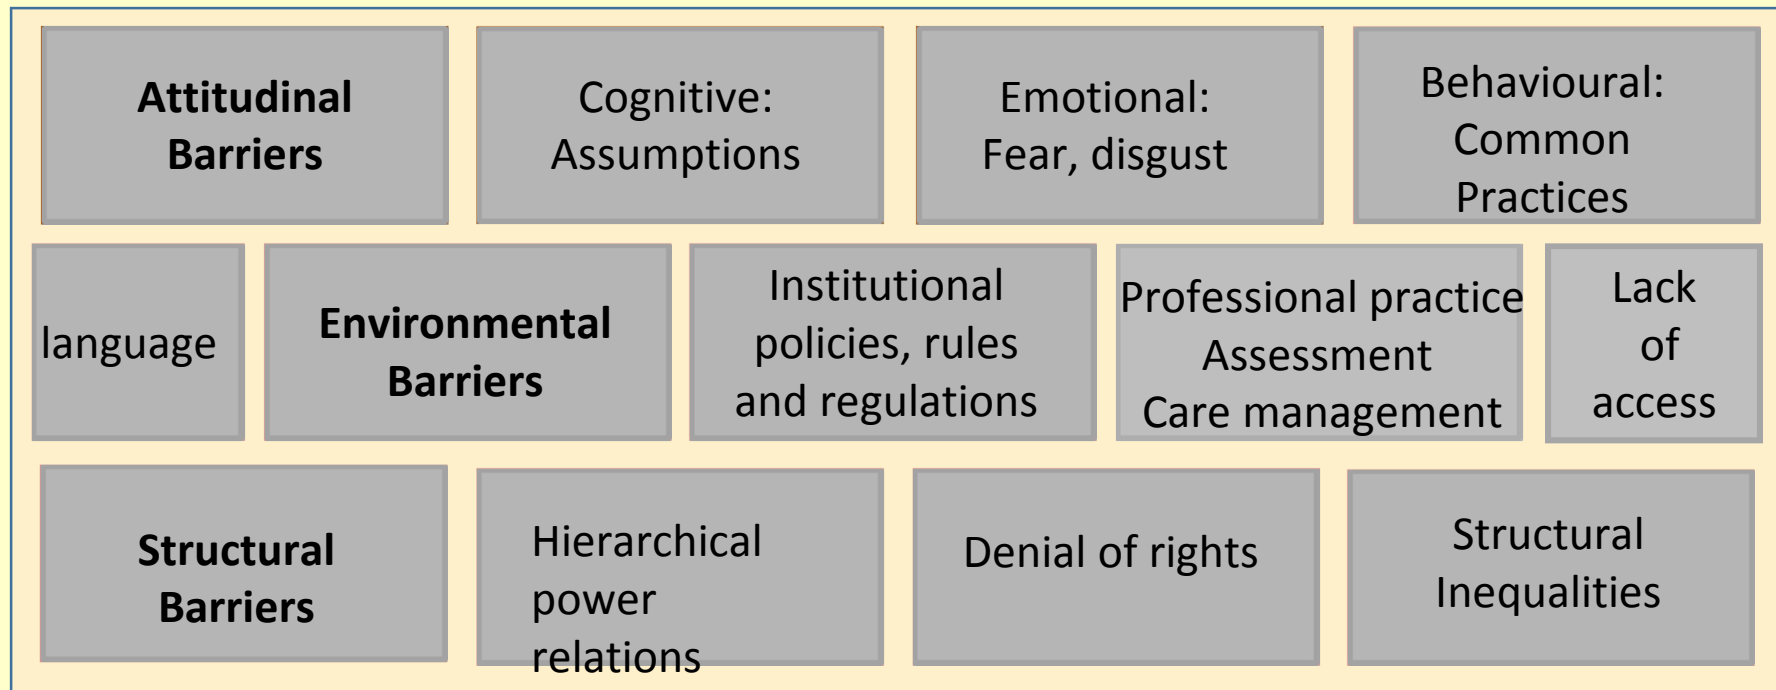 Attitudinal
Barriers
Cognitive:
Assumptions
Emotional:
Fear, disgust
Behavioural:
Common
Practices
language
Environmental
Barriers
Institutional
policies, rules
and regulations
Professional practice
Assessment
Care management
Lack
of
access
Structural
Barriers
Hierarchical
power
relations
Denial of rights
Structural
Inequalities